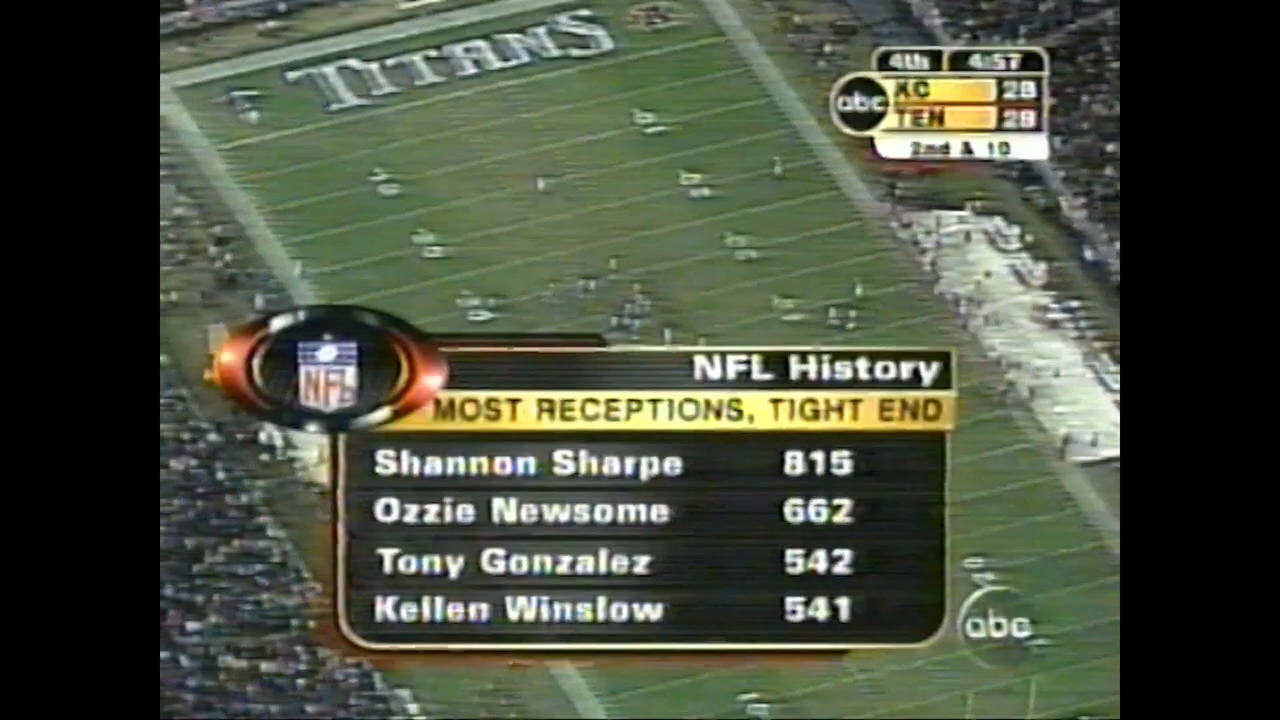 TITANS
4th 4:57
abc KC 28
TEN 28
2nd & 10
NFL
NFL History
MOST RECEPTIONS, TIGHT END
Shannon Sharpe 815
Ozzie Newsome 662
Tony Gonzalez 542
Kellen Winslow 541
abc